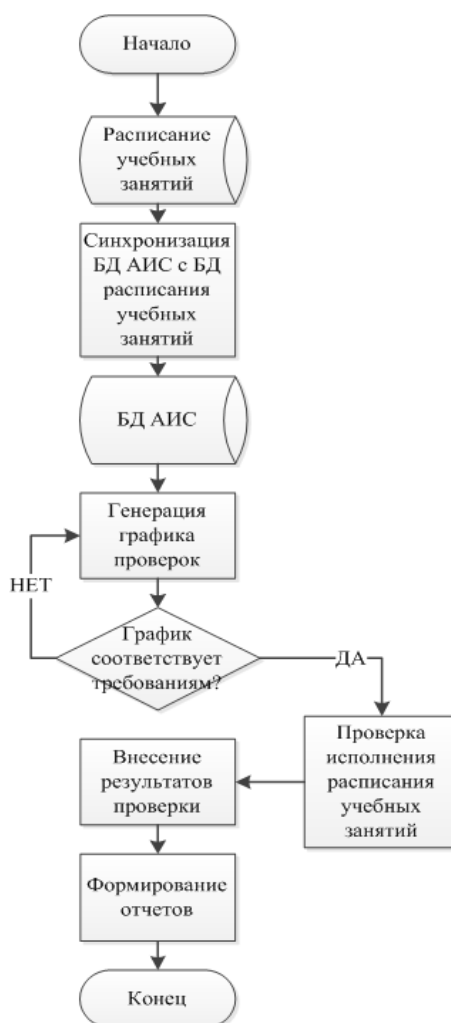 Начало
Расписание
учебных
занятий
Синхронизация
БД АИС с БД
расписания
учебных
занятий
БД АИС
Генерация
графика
проверок
НЕТ
График
соответствует
требованиям?
ДА
Проверка
исполнения
расписания
учебных
занятий
Внесение
результатов
проверки
Формирование
отчетов
Конец